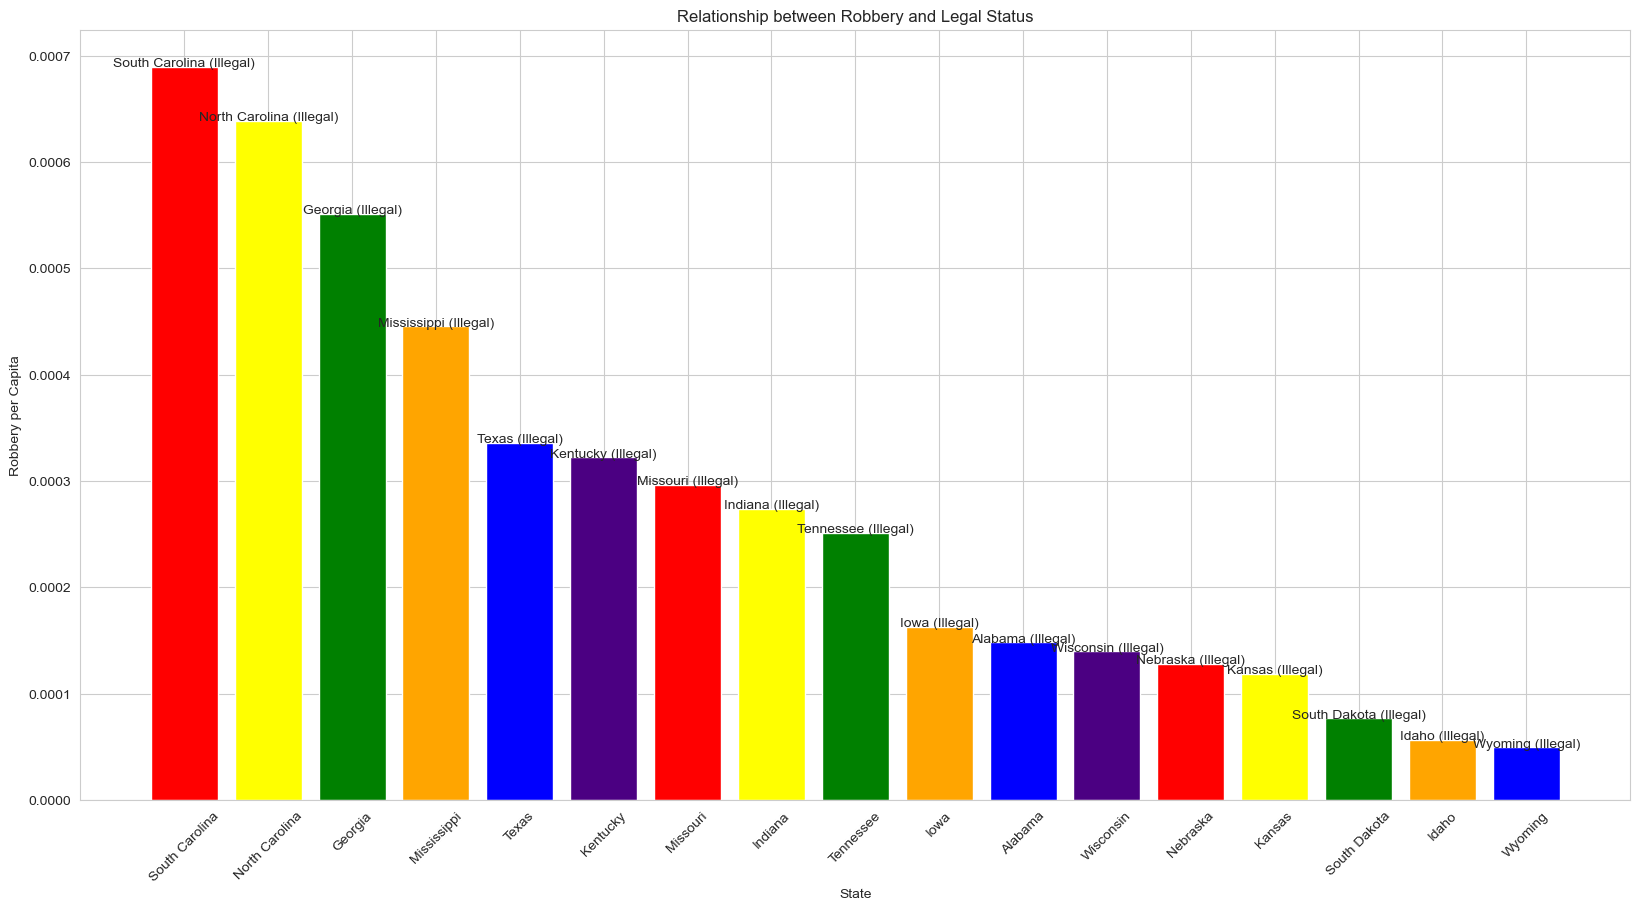 Relationship between Robbery and Legal Status
Robbery per Capita
0.0007
0.0006
0.0005
0.0004
0.0003
0.0002
0.0001
0.0000
South Carolina (Illegal)
North Carolina (Illegal)
Georgia (Illegal)
Mississippi (Illegal)
Texas (Illegal)
Kentucky (Illegal)
Missouri (Illegal)
Indiana (Illegal)
Tennessee (Illegal)
Iowa (Illegal)
Alabama (Illegal)
Wisconsin (Illegal)
Nebraska (Illegal)
Kansas (Illegal)
South Dakota (Illegal)
Idaho (Illegal)
Wyoming (Illegal)
South Carolina
North Carolina
Georgia
Mississippi
Texas
Kentucky
Missouri
Indiana
Tennessee
Iowa
Alabama
Wisconsin
Nebraska
Kansas
South Dakota
Idaho
Wyoming
State